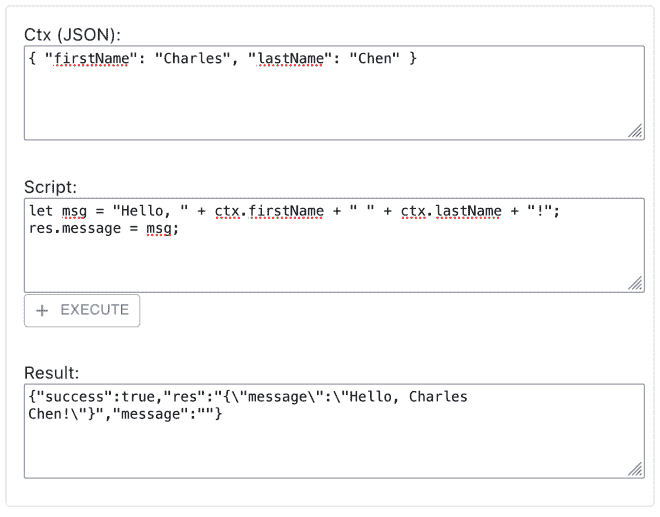 Ctx (JSON):
{ "firstName": "Charles", "lastName": "Chen" }
Script:
let msg = "Hello, " + ctx.firstName + " " + ctx.lastName + "!";
res.message = msg;
+ EXECUTE
Result:
{"success":true,"res":"{\"message\":\"Hello, Charles
Chen!\"}","message":""}